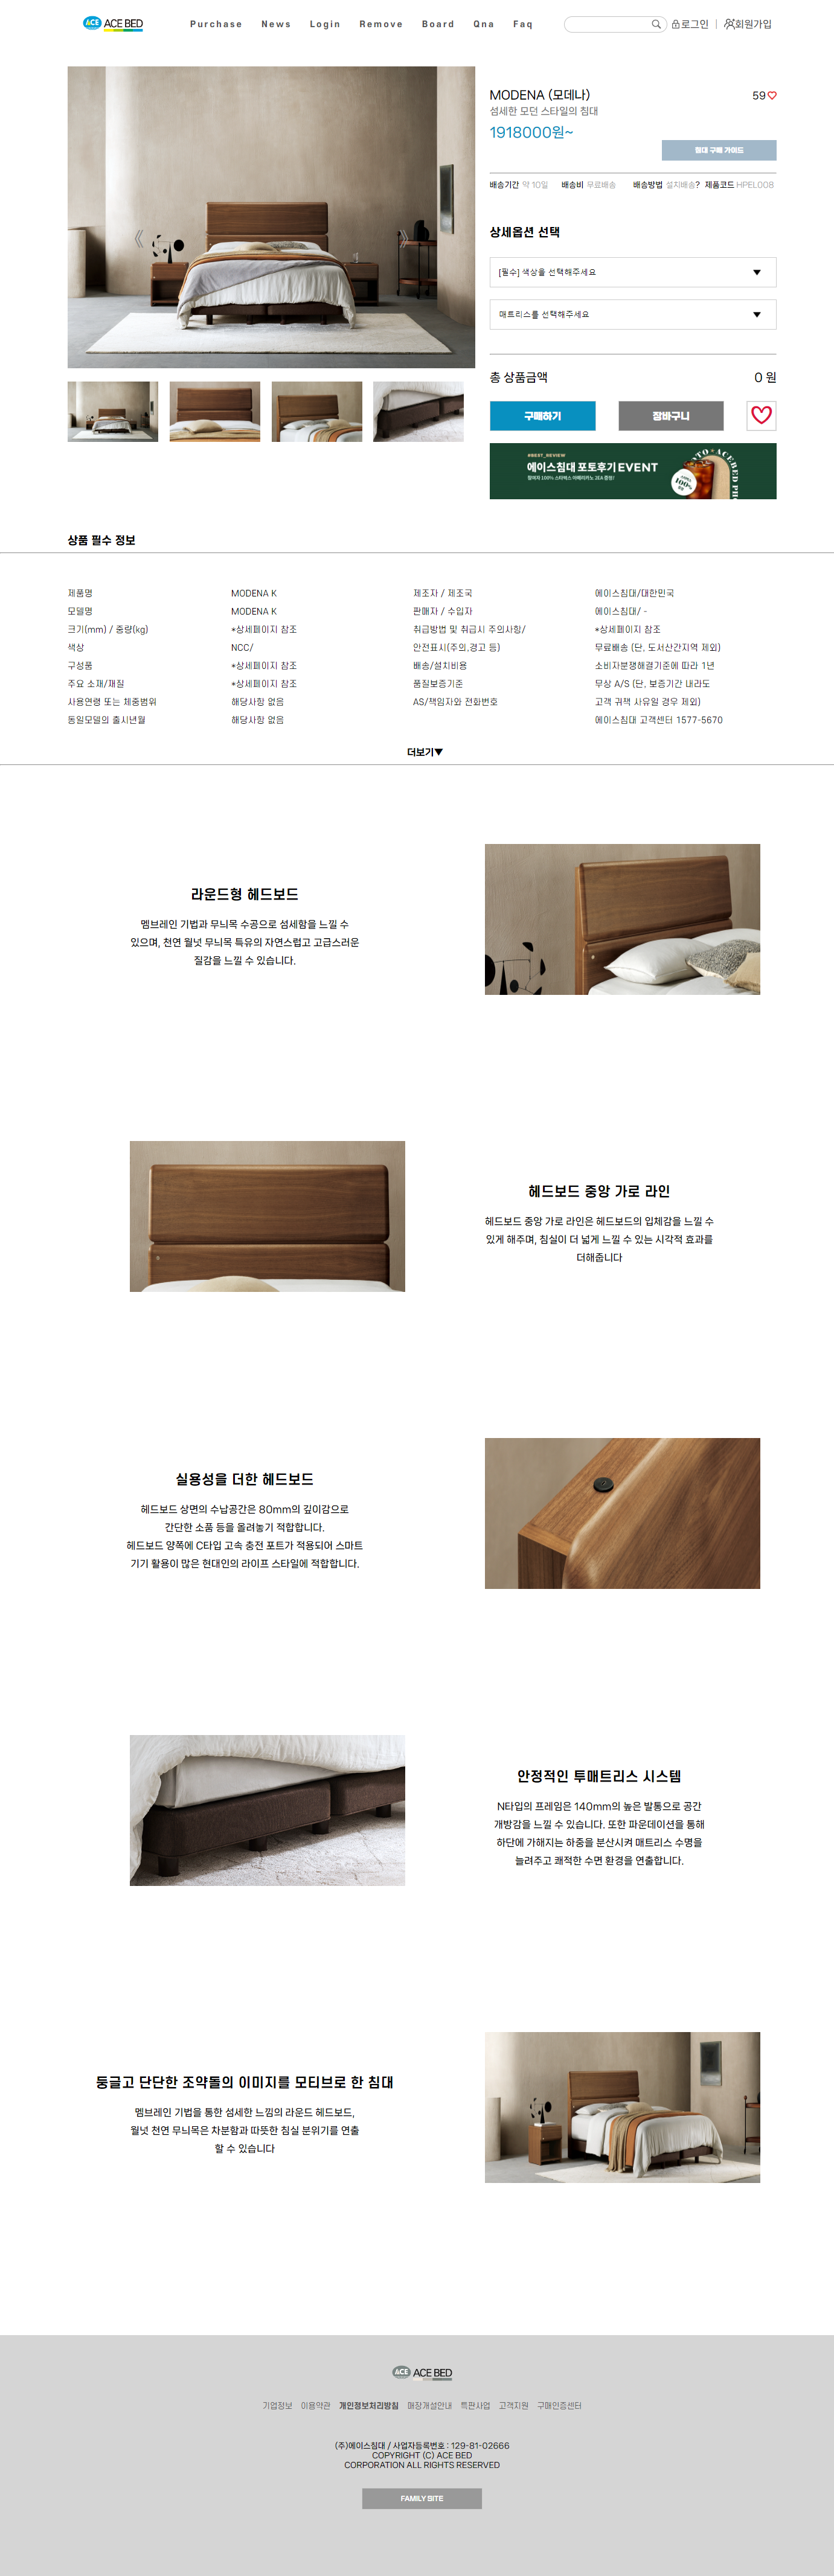 ACE ACE BED
Purchase News Login Remove Board Qna Faq
로그인 | 회원가입
MODENA (모데나)
59
섬세한 모던 스타일의 침대
1918000원~
침대 구매 가이드
배송기간 약 10일 배송비 무료배송 배송방법 설치배송? 제품코드 HPEL008
상세옵션 선택
[필수] 색상을 선택해주세요
매트리스를 선택해주세요
총 상품금액
0 원
구매하기
장바구니
#BEST_REVIEW
에이스침대 포토후기 EVENT
참여자 100% 스타벅스 아메리카노 2EA 증정!
100%
상품 필수 정보
제품명 MODENA K 제조자 / 제조국 에이스침대/대한민국
모델명 MODENA K 판매자 / 수입자 에이스침대/ -
크기(mm) / 중량(kg) *상세페이지 참조 취급방법 및 취급시 주의사항/ *상세페이지 참조
색상 NCC/ 안전표시(주의,경고 등) 무료배송 (단, 도서산간지역 제외)
구성품 *상세페이지 참조 배송/설치비용 소비자분쟁해결기준에 따라 1년
주요 소재/재질 *상세페이지 참조 품질보증기준 무상 A/S (단, 보증기간 내라도
사용연령 또는 체중범위 해당사항 없음 AS/책임자와 전화번호 고객 귀책 사유일 경우 제외)
동일모델의 출시년월 해당사항 없음 에이스침대 고객센터 1577-5670
더보기▼
라운드형 헤드보드
멤브레인 기법과 무늬목 수공으로 섬세함을 느낄 수
있으며, 천연 월넛 무늬목 특유의 자연스럽고 고급스러운
질감을 느낄 수 있습니다.
헤드보드 중앙 가로 라인
헤드보드 중앙 가로 라인은 헤드보드의 입체감을 느낄 수
있게 해주며, 침실이 더 넓게 느낄 수 있는 시각적 효과를
더해줍니다
실용성을 더한 헤드보드
헤드보드 상면의 수납공간은 80mm의 깊이감으로
간단한 소품 등을 올려놓기 적합합니다.
헤드보드 양쪽에 C타입 고속 충전 포트가 적용되어 스마트
기기 활용이 많은 현대인의 라이프 스타일에 적합합니다.
안정적인 투매트리스 시스템
N타입의 프레임은 140mm의 높은 발통으로 공간
개방감을 느낄 수 있습니다. 또한 파운데이션을 통해
하단에 가해지는 하중을 분산시켜 매트리스 수명을
늘려주고 쾌적한 수면 환경을 연출합니다.
둥글고 단단한 조약돌의 이미지를 모티브로 한 침대
멤브레인 기법을 통한 섬세한 느낌의 라운드 헤드보드,
월넛 천연 무늬목은 차분함과 따뜻한 침실 분위기를 연출
할 수 있습니다
ACE ACE BED
기업정보 이용약관 개인정보처리방침 매장개설안내 특판사업 고객지원 구매인증센터
(주)에이스침대 / 사업자등록번호 : 129-81-02666
COPYRIGHT (C) ACE BED
CORPORATION ALL RIGHTS RESERVED
FAMILY SITE